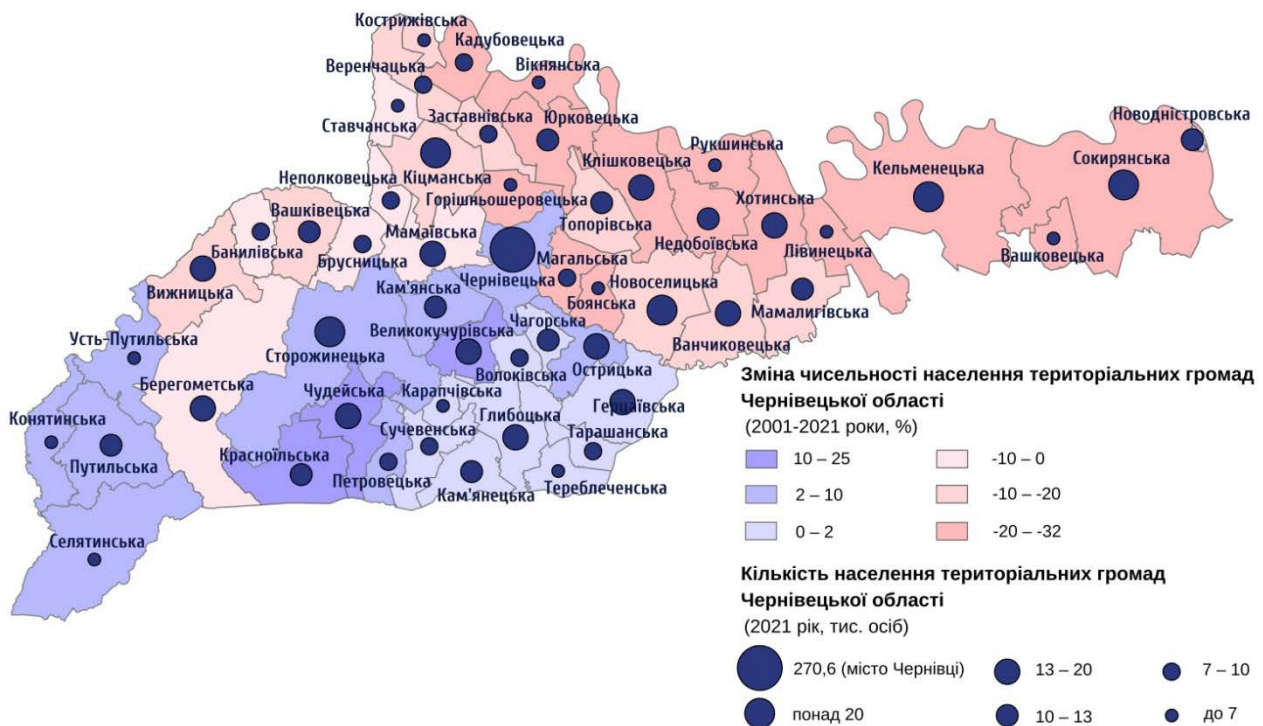 Кострижівська
Кадубовецька
Веренчацька
Вікнянська
Ставчанська
Заставнівська
Юрковецька
Новодністровська
Рукшинська
Клішковецька
Кельменецька
Сокирянська
Неполковецька
Кіцманська
Горішньошеровецька
Хотинська
Вашківецька
Топорівська
Недобоївська
Лівинецька
Банилівська
Мамаївська
Вашковецька
Брусницька
Магальська
Чернівецька
Новоселицька
Вижницька
Кам'янська
Боянська
Мамалигівська
Чагорська
Великокучурівська
Ванчиковецька
Усть-Путильська
Сторожинецька
Волоківська
Острицька
Берегометська
Чудейська
Карапчівська
Герцаївська
Глибоцька
Конятинська
Сучевенська
Тарашанська
Путильська
Красноїльська
Петровецька
Кам'янецька
Тереблеченська
Селятинська
Зміна чисельності населення територіальних громад
Чернівецької області
(2001-2021 роки, %)
10 – 25
-10 – 0
2 – 10
-10 – -20
0 – 2
-20 – -32
Кількість населення територіальних громад
Чернівецької області
(2021 рік, тис. осіб)
270,6 (місто Чернівці)
13 – 20
7 – 10
понад 20
10 – 13
до 7